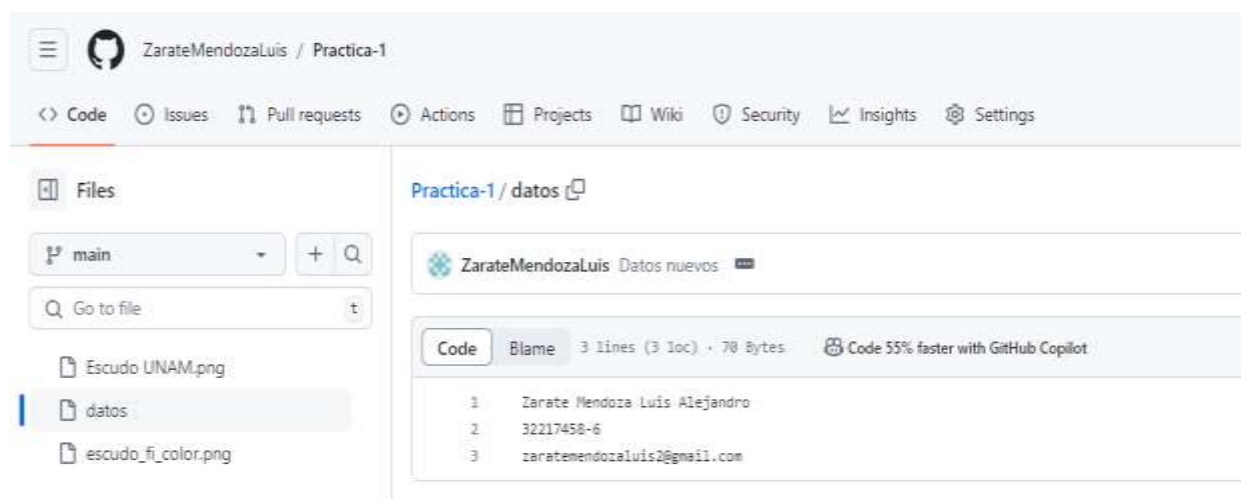 ZarateMendozaLuis / Practica-1
Code Issues Pull requests Actions Projects Wiki Security Insights Settings
Files
main
Go to file t
Escudo UNAM.png
datos
escudo_fi_color.png
Practica-1 / datos
ZarateMendozaLuis Datos nuevos
Code Blame 3 lines (3 loc) · 70 Bytes Code 55% faster with GitHub Copilot
1 Zarate Mendoza Luis Alejandro
2 32217458-6
3 zaratemendozaluis2@gmail.com